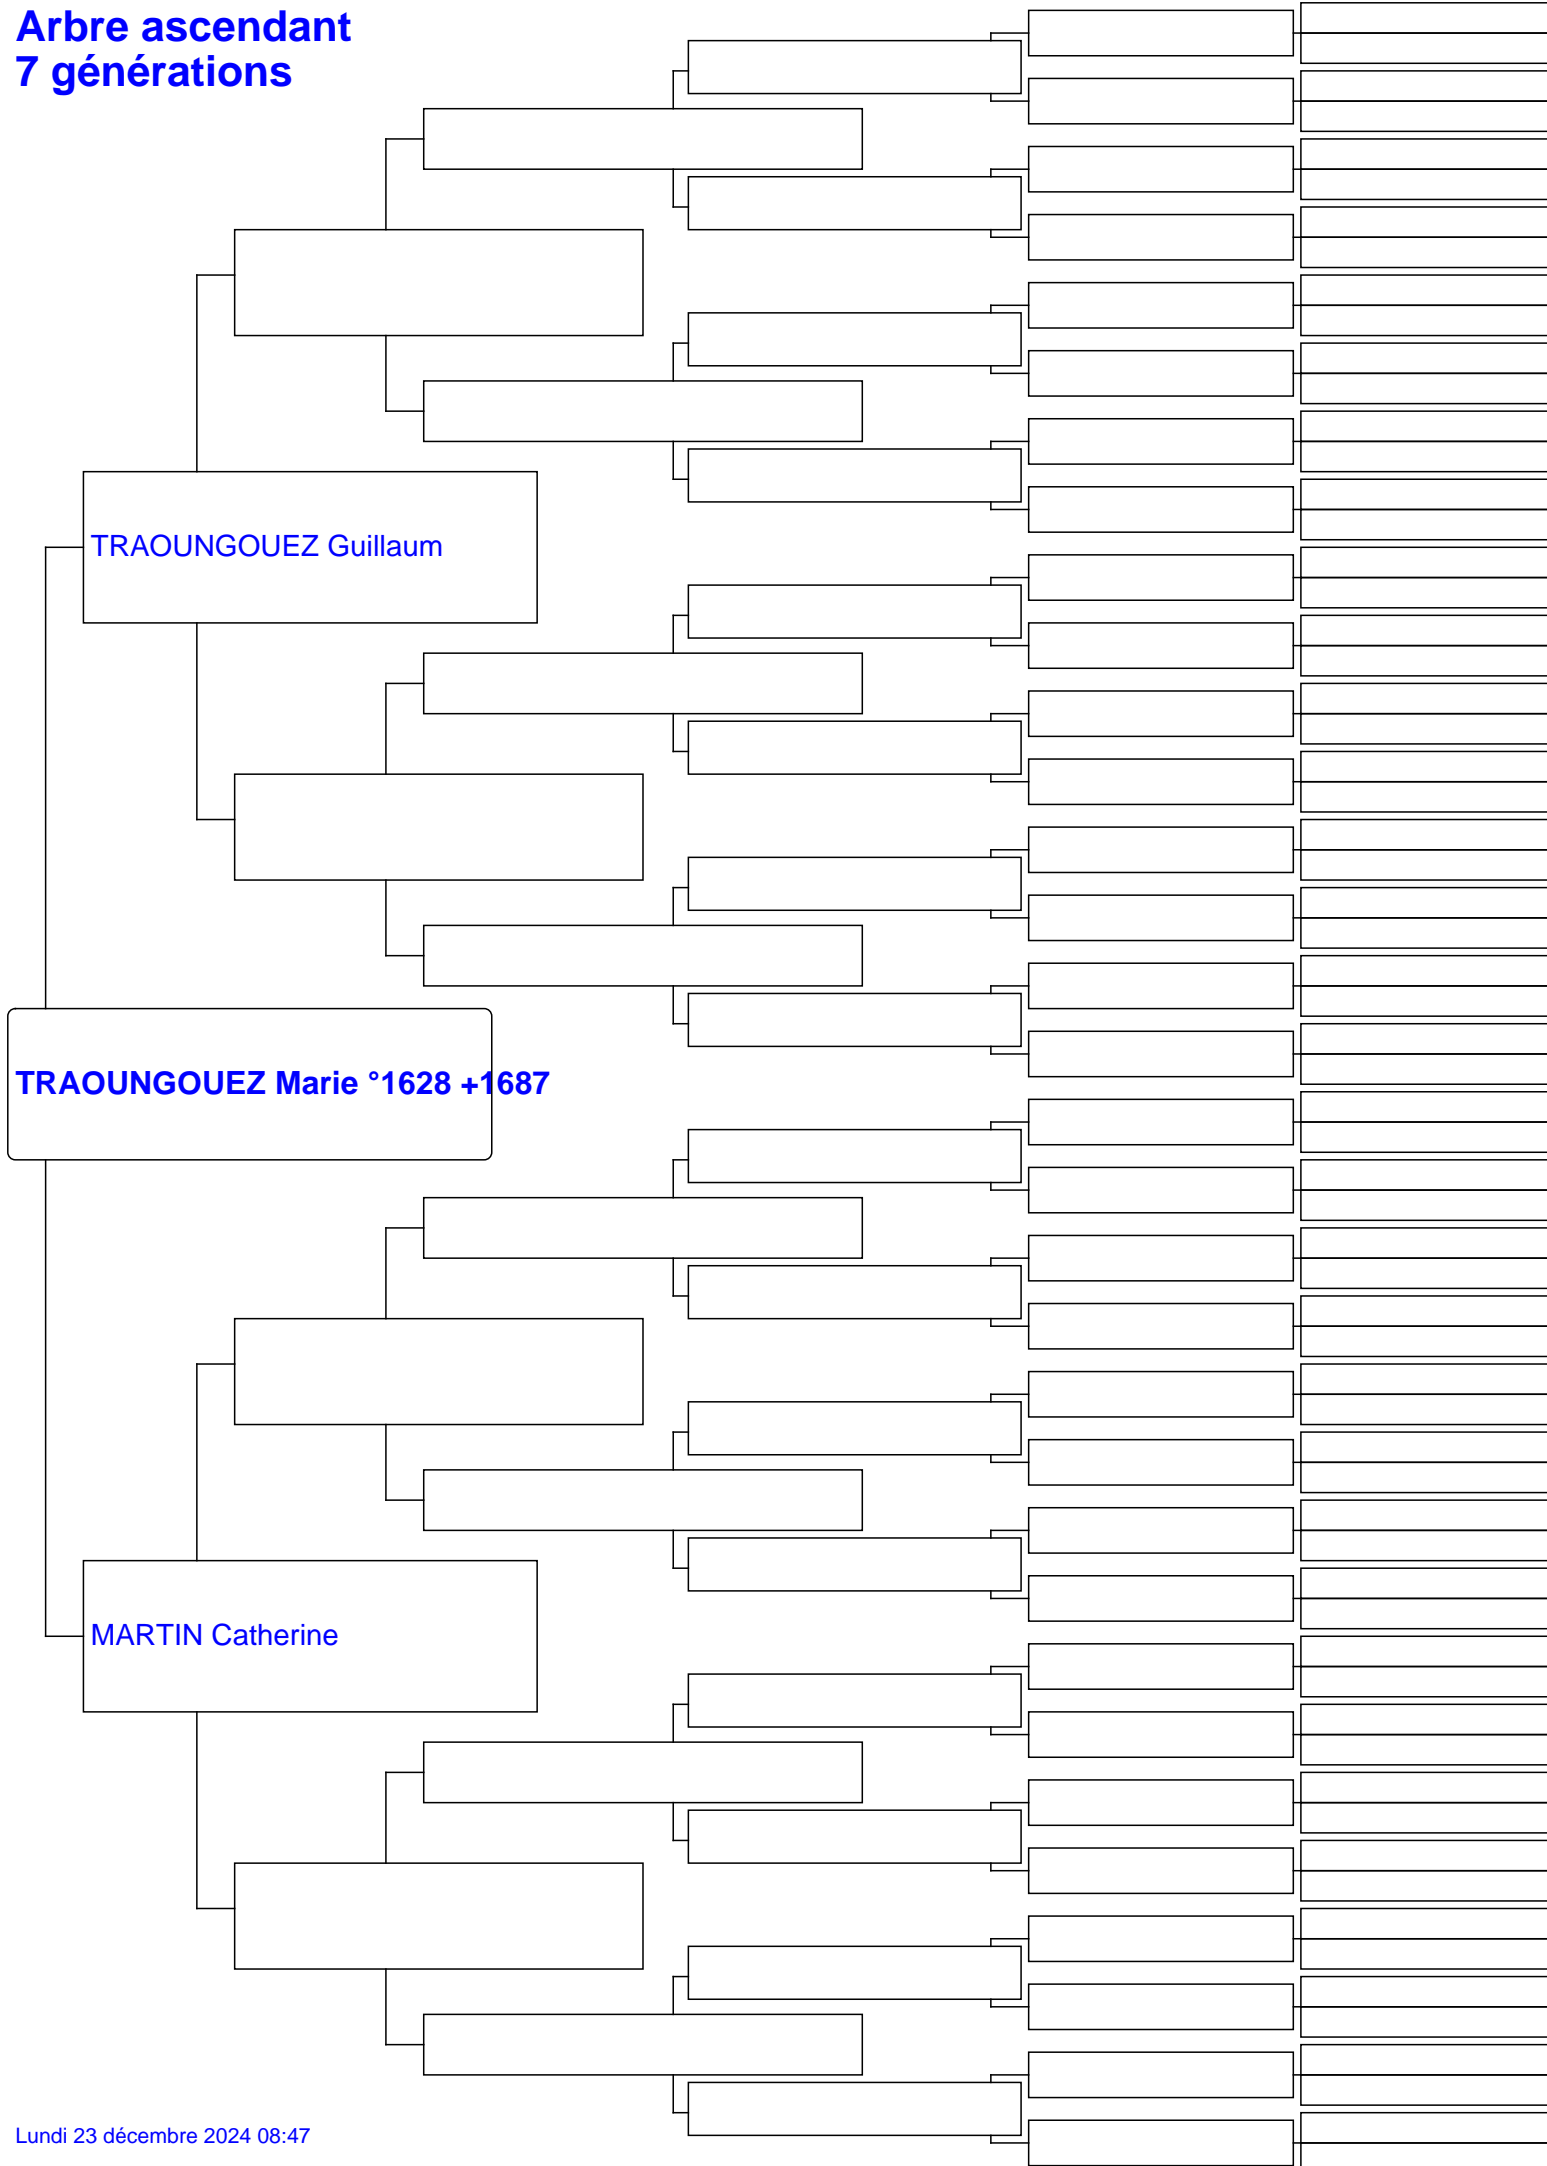 Arbre ascendant
7 générations
TRAOUNGOUEZ Guillaum
TRAOUNGOUEZ Marie °1628 +1687
MARTIN Catherine
Lundi 23 décembre 2024 08:47